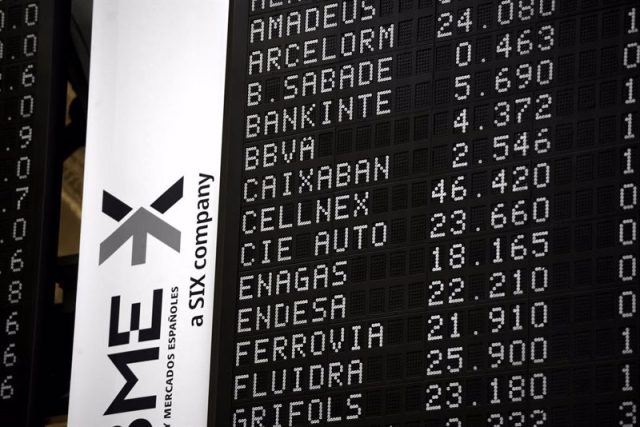 AMADEUS
ARCELORM 24.080
B.SABADE 0.463
BANKINTE 5.690
BBVA 4.372
CAIXABAN 2.546
CELLNEX 46.420
CIE AUTO 23.660
ENAGAS 18.165
ENDESA 22.210
FERROVIA 21.910
FLUIDRA 25.900
GRIFOLS 23.180
BME X
Y MERCADOS ESPAÑOLES
a SIX company